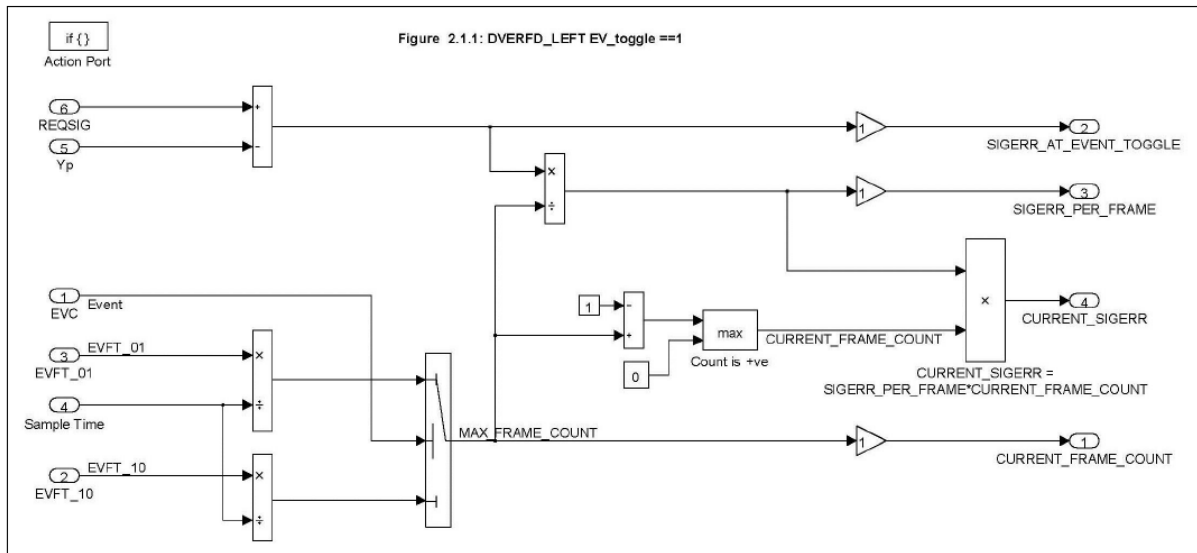 if { }
Action Port
Figure 2.1.1: DVERFD_LEFT EV_toggle ==1
6
REQSIG
+
5
Yp
−
1
2
SIGERR_AT_EVENT_TOGGLE
×
÷
1
3
SIGERR_PER_FRAME
1
EVC
Event
1
−
+
0
max
Count is +ve
CURRENT_FRAME_COUNT
×
4
CURRENT_SIGERR
CURRENT_SIGERR =
SIGERR_PER_FRAME*CURRENT_FRAME_COUNT
3
EVFT_01
EVFT_01
×
÷
4
Sample Time
MAX_FRAME_COUNT
1
1
CURRENT_FRAME_COUNT
2
EVFT_10
EVFT_10
×
÷